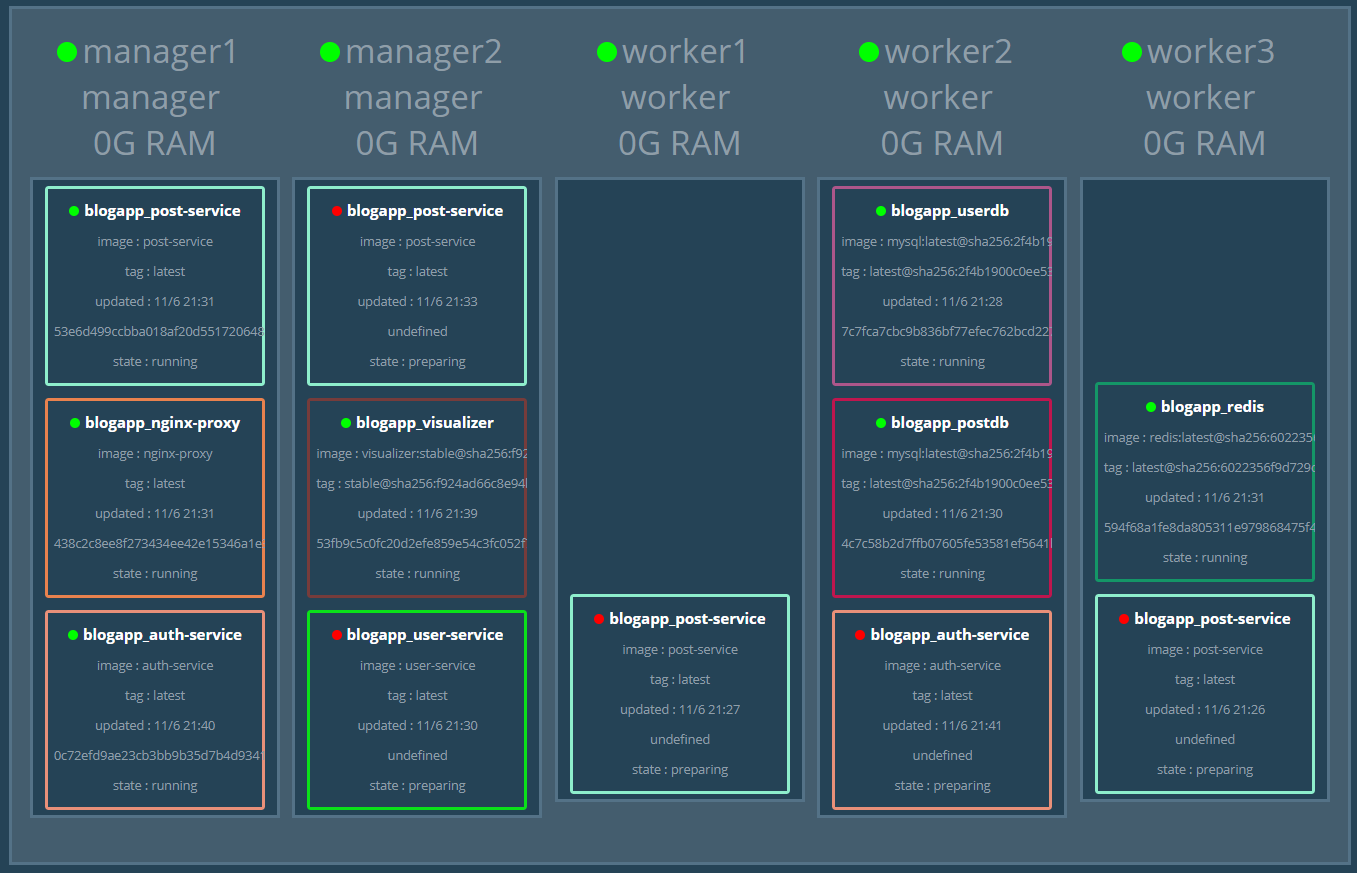 manager1
manager
0G RAM
blogapp_post-service
image : post-service
tag : latest
updated : 11/6 21:31
53e6d499ccbba018af20d551720648
state : running
blogapp_nginx-proxy
image : nginx-proxy
tag : latest
updated : 11/6 21:31
438c2c8ee8f273434ee42e15346a1e
state : running
blogapp_auth-service
image : auth-service
tag : latest
updated : 11/6 21:40
0c72efd9ae23cb3bb9b35d7b4d934
state : running
manager2
manager
0G RAM
blogapp_post-service
image : post-service
tag : latest
updated : 11/6 21:33
undefined
state : preparing
blogapp_visualizer
image : visualizer:stable@sha256:f92
tag : stable@sha256:f924ad66c8e94
updated : 11/6 21:39
53fb9c5c0fc20d2efe859e54c3fc052f
state : running
blogapp_user-service
image : user-service
tag : latest
updated : 11/6 21:30
undefined
state : preparing
worker1
worker
0G RAM
blogapp_post-service
image : post-service
tag : latest
updated : 11/6 21:27
undefined
state : preparing
worker2
worker
0G RAM
blogapp_userdb
image : mysql:latest@sha256:2f4b19
tag : latest@sha256:2f4b1900c0ee53
updated : 11/6 21:28
7c7fca7cbc9b836bf77efec762bcd22
state : running
blogapp_postdb
image : mysql:latest@sha256:2f4b19
tag : latest@sha256:2f4b1900c0ee53
updated : 11/6 21:30
4c7c58b2d7ffb07605fe53581ef5641
state : running
blogapp_auth-service
image : auth-service
tag : latest
updated : 11/6 21:41
undefined
state : preparing
worker3
worker
0G RAM
blogapp_redis
image : redis:latest@sha256:602235
tag : latest@sha256:6022356f9d729c
updated : 11/6 21:31
594f68a1fe8da805311e979868475f4
state : running
blogapp_post-service
image : post-service
tag : latest
updated : 11/6 21:26
undefined
state : preparing